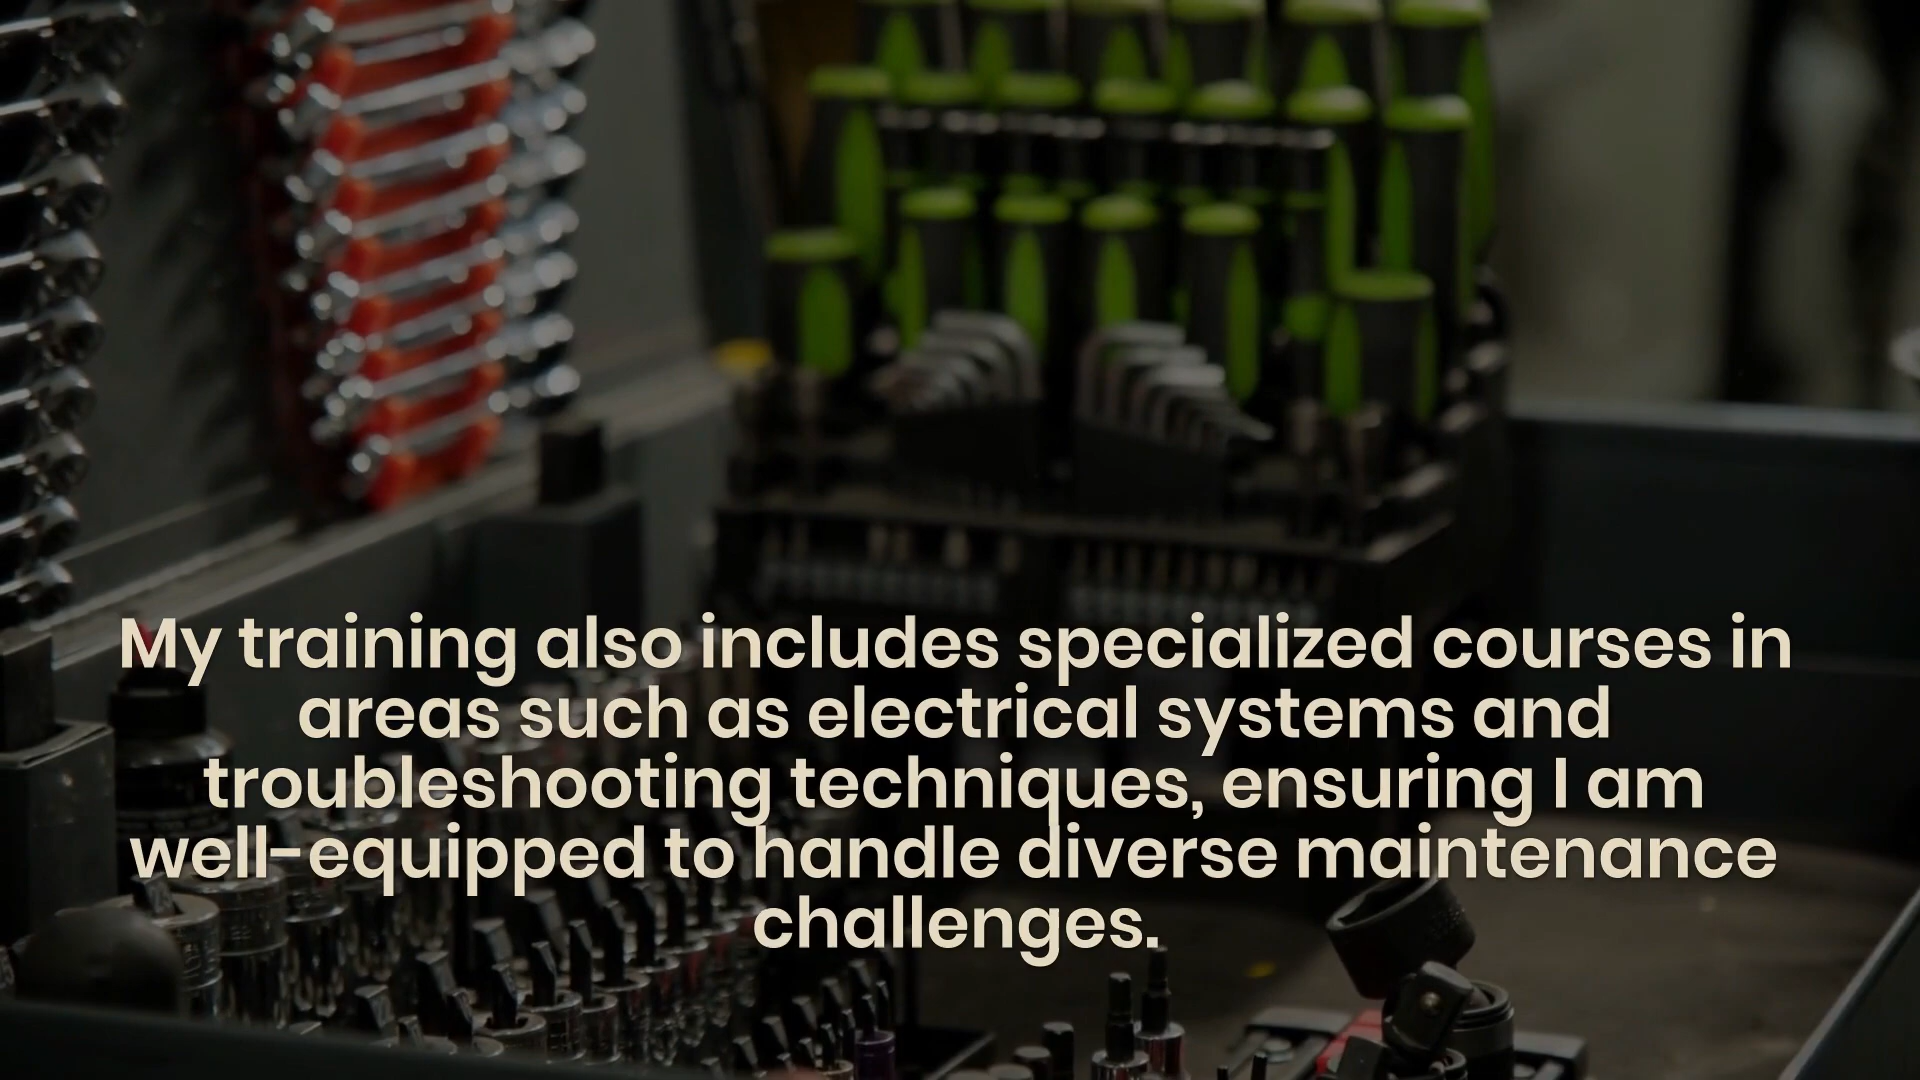 My training also includes specialized courses in
areas such as electrical systems and
troubleshooting techniques, ensuring I am
well-equipped to handle diverse maintenance
challenges.